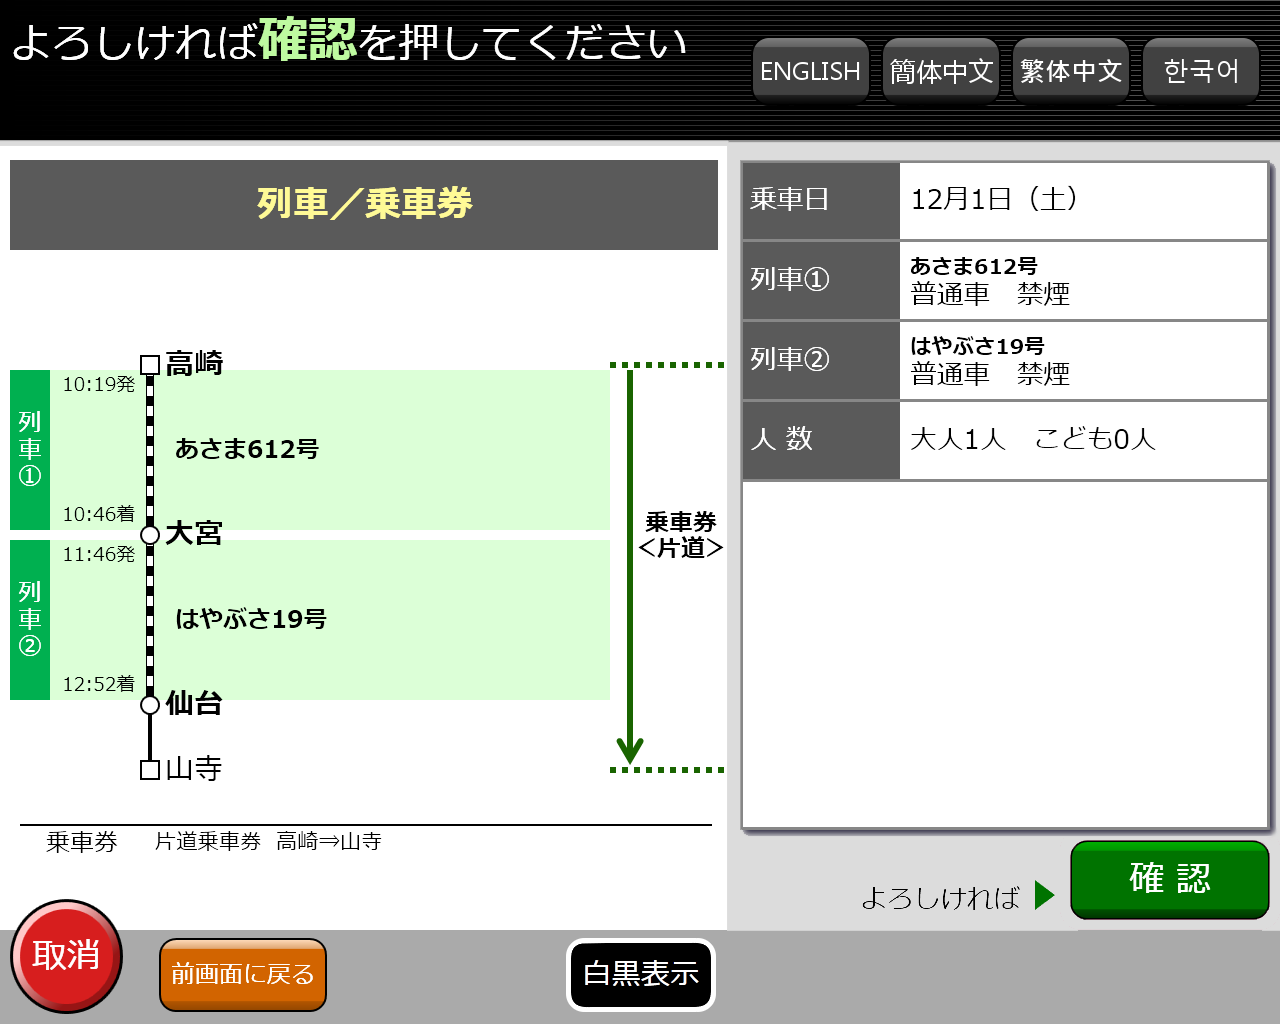 よろしければ確認を押してください
ENGLISH 簡体中文 繁体中文 한국어
列車／乗車券
高崎
10:19発
列車①
あさま612号
10:46着
大宮
11:46発
列車②
はやぶさ19号
12:52着
仙台
山寺
乗車券
＜片道＞
乗車券 片道乗車券 高崎⇒山寺
乗車日 12月1日（土）
列車① あさま612号
普通車　禁煙
列車② はやぶさ19号
普通車　禁煙
人 数 大人1人　こども0人
よろしければ
確 認
取消
前画面に戻る
白黒表示